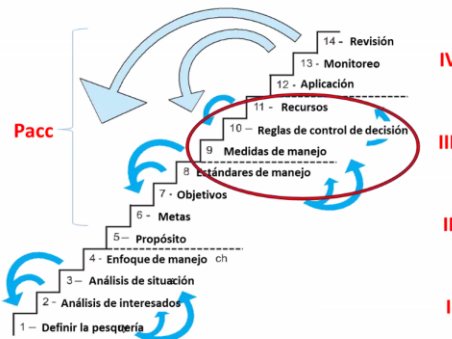 14 - Revisión
13 - Monitoreo
12 - Aplicación
11 - Recursos
10 - Reglas de control de decisión
9 Medidas de manejo
8 Estándares de manejo
7 - Objetivos
6 - Metas
5 - Propósito
4 - Enfoque de manejo ch
3 - Análisis de situación
2 - Análisis de interesados
1 - Definir la pesquería
Pacc
IV
III
II
I